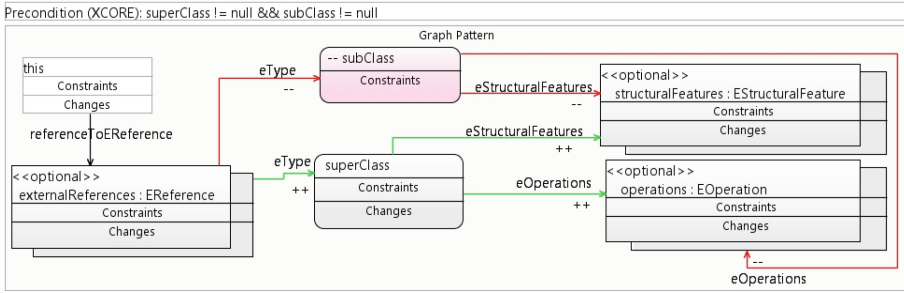 Precondition (XCORE): superClass != null && subClass != null
Graph Pattern
this
Constraints
Changes
referenceToEReference
<<optional>>
externalReferences : EReference
Constraints
Changes
eType
--
eType
++
-- subClass
Constraints
superClass
Constraints
Changes
eStructuralFeatures
--
eStructuralFeatures
++
eOperations
++
<<optional>>
structuralFeatures : EStructuralFeature
Constraints
Changes
<<optional>>
operations : EOperation
Constraints
Changes
--
eOperations